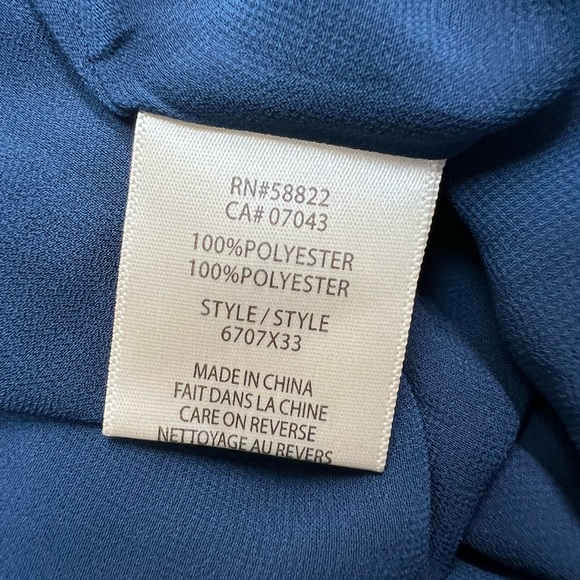 RN#58822
CA# 07043
100%POLYESTER
100%POLYESTER
STYLE / STYLE
6707X33
MADE IN CHINA
FAIT DANS LA CHINE
CARE ON REVERSE
NETTOYAGE AU REVERS